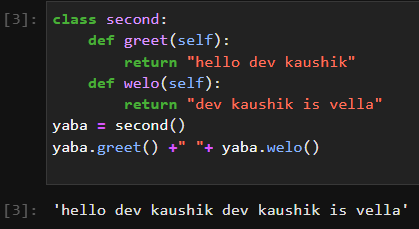 [3]: class second:
    def greet(self):
        return "hello dev kaushik"
    def welo(self):
        return "dev kaushik is vella"
yaba = second()
yaba.greet() +" "+ yaba.welo()
[3]: 'hello dev kaushik dev kaushik is vella'